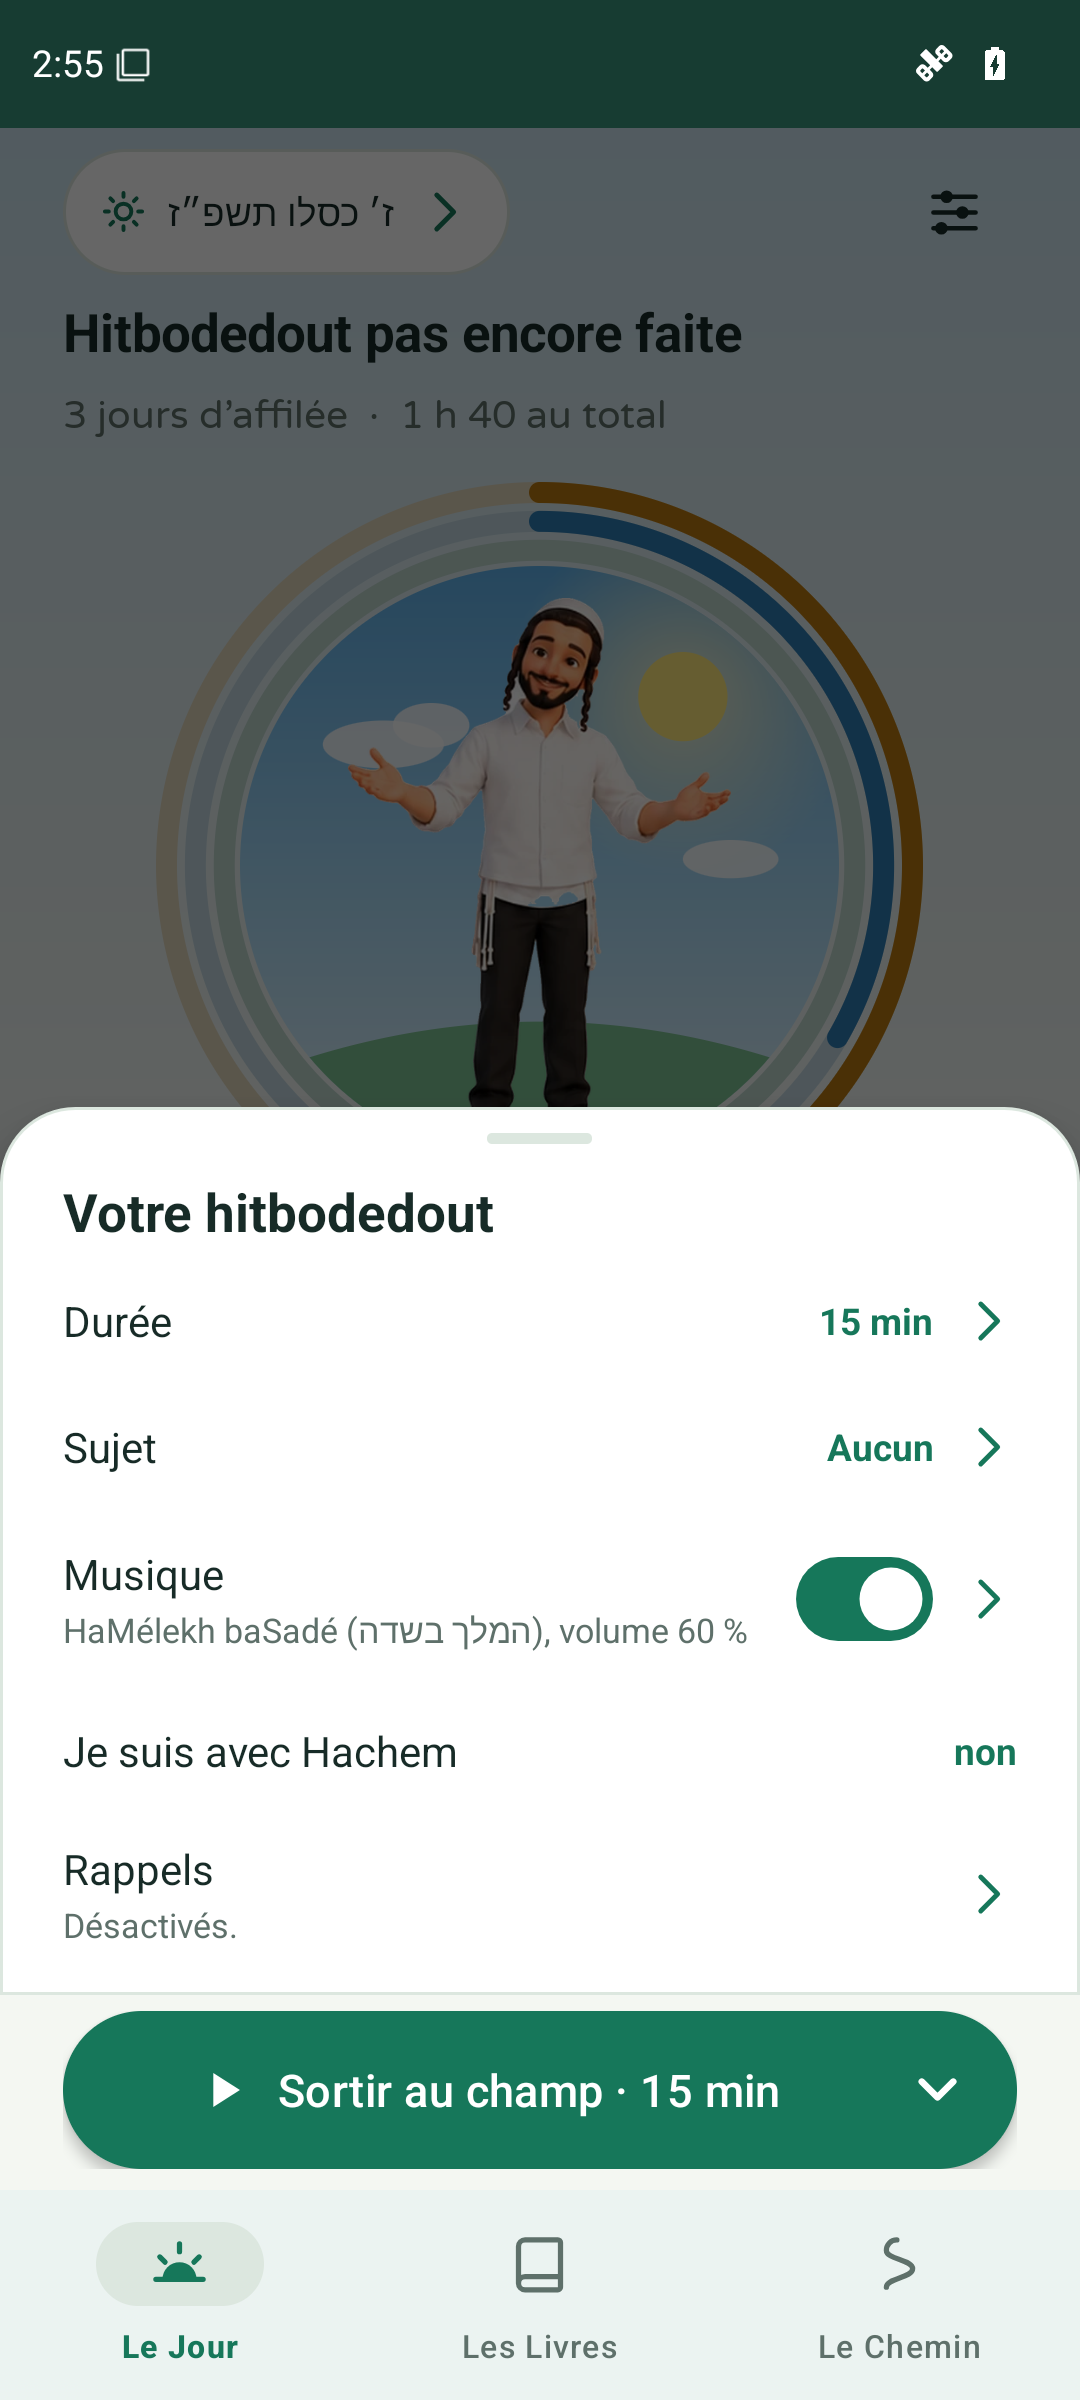 2:55
ז׳ כסלו תשפ״ז
Hitbodedout pas encore faite
3 jours d’affilée · 1 h 40 au total
Votre hitbodedout
Durée 15 min
Sujet Aucun
Musique
HaMélekh baSadé (המלך בשדה), volume 60 %
Je suis avec Hachem non
Rappels
Désactivés.
Sortir au champ · 15 min
Le Jour Les Livres Le Chemin